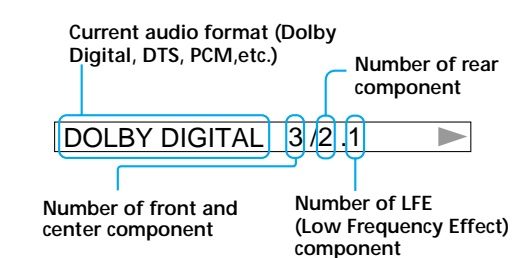 Current audio format (Dolby
Digital, DTS, PCM,etc.)
Number of rear
component
DOLBY DIGITAL 3 /2 .1
Number of front and
center component
Number of LFE
(Low Frequency Effect)
component